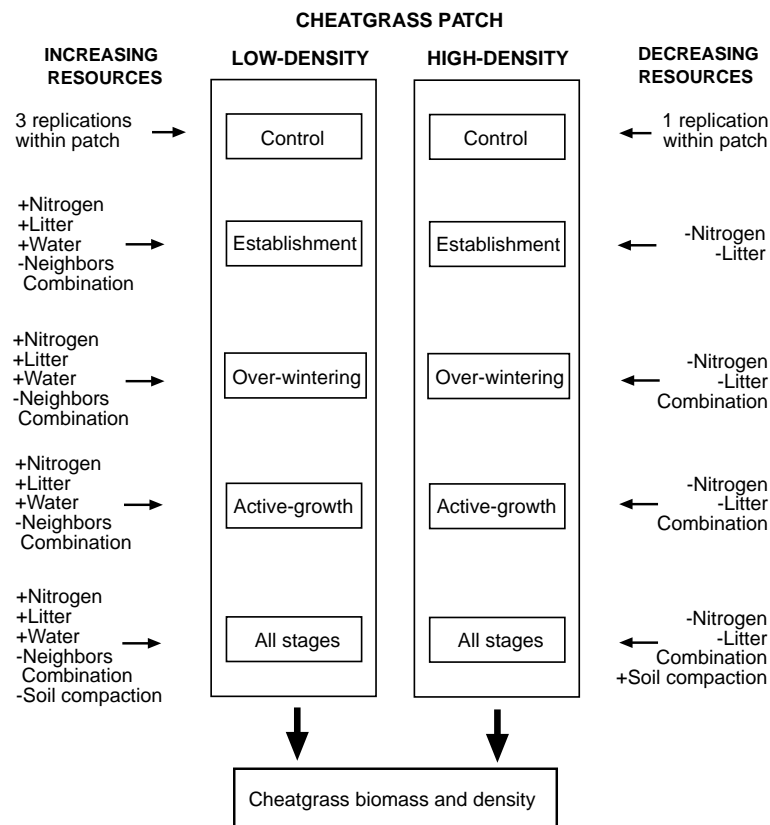 CHEATGRASS PATCH
INCREASING
RESOURCES
LOW-DENSITY
HIGH-DENSITY
DECREASING
RESOURCES
3 replications
within patch
Control
Control
1 replication
within patch
+Nitrogen
+Litter
+Water
-Neighbors
Combination
Establishment
Establishment
-Nitrogen
-Litter
+Nitrogen
+Litter
+Water
-Neighbors
Combination
Over-wintering
Over-wintering
-Nitrogen
-Litter
Combination
+Nitrogen
+Litter
+Water
-Neighbors
Combination
Active-growth
Active-growth
-Nitrogen
-Litter
Combination
+Nitrogen
+Litter
+Water
-Neighbors
Combination
-Soil compaction
All stages
All stages
-Nitrogen
-Litter
Combination
+Soil compaction
Cheatgrass biomass and density